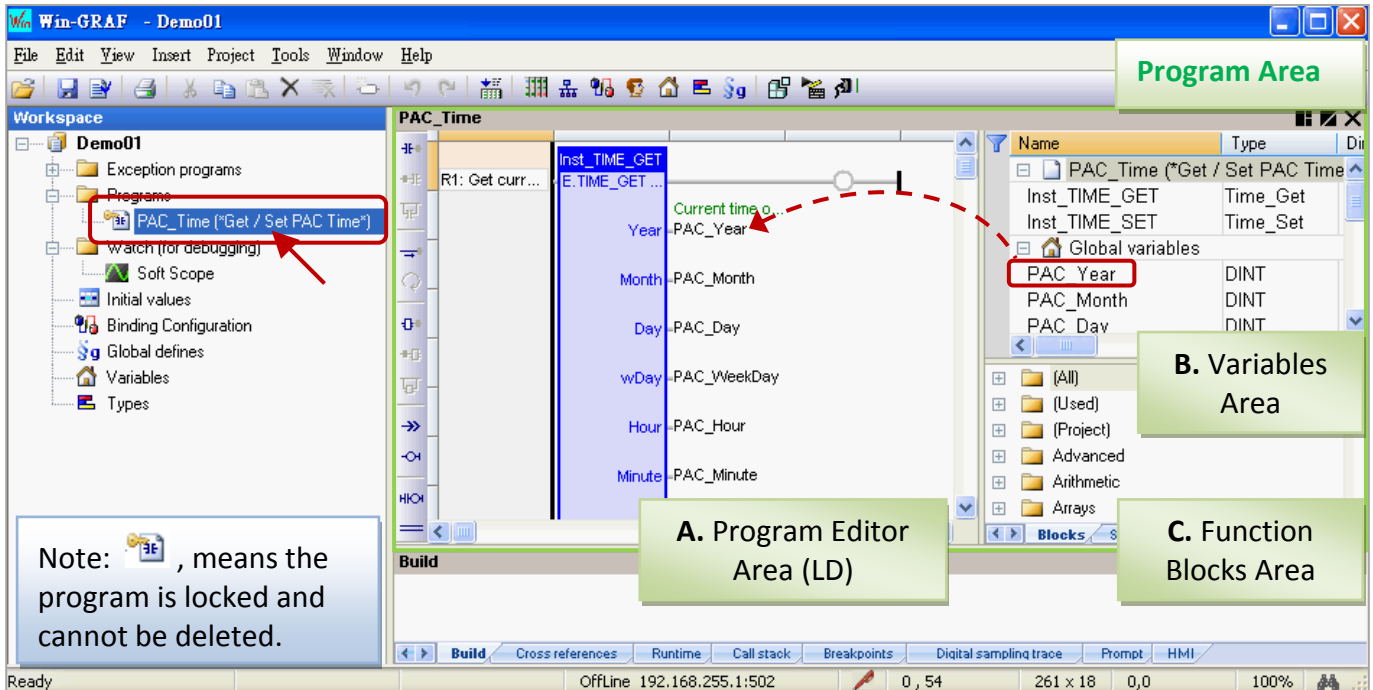 Win-GRAF - Demo01
File Edit View Insert Project Tools Window Help
Program Area
Workspace
Demo01
Exception programs
Programs
PAC_Time (*Get / Set PAC Time*)
Watch (for debugging)
Soft Scope
Initial values
Binding Configuration
Global defines
Variables
Types
Note: , means the
program is locked and
cannot be deleted.
PAC_Time
R1: Get curr...
Inst_TIME_GET
E.TIME_GET ...
Current time o...
Year PAC_Year
Month PAC_Month
Day PAC_Day
wDay PAC_WeekDay
Hour PAC_Hour
Minute PAC_Minute
A. Program Editor
Area (LD)
Name Type Dir
PAC_Time (*Get / Set PAC Time
Inst_TIME_GET Time_Get
Inst_TIME_SET Time_Set
Global variables
PAC_Year DINT
PAC_Month DINT
PAC_Day DINT
B. Variables
Area
(All)
(Used)
(Project)
Advanced
Arithmetic
Arrays
Blocks S
C. Function
Blocks Area
Build
Build Cross references Runtime Call stack Breakpoints Digital sampling trace Prompt HMI
Ready OffLine 192.168.255.1:502 0 , 54 261 x 18 0,0 100%